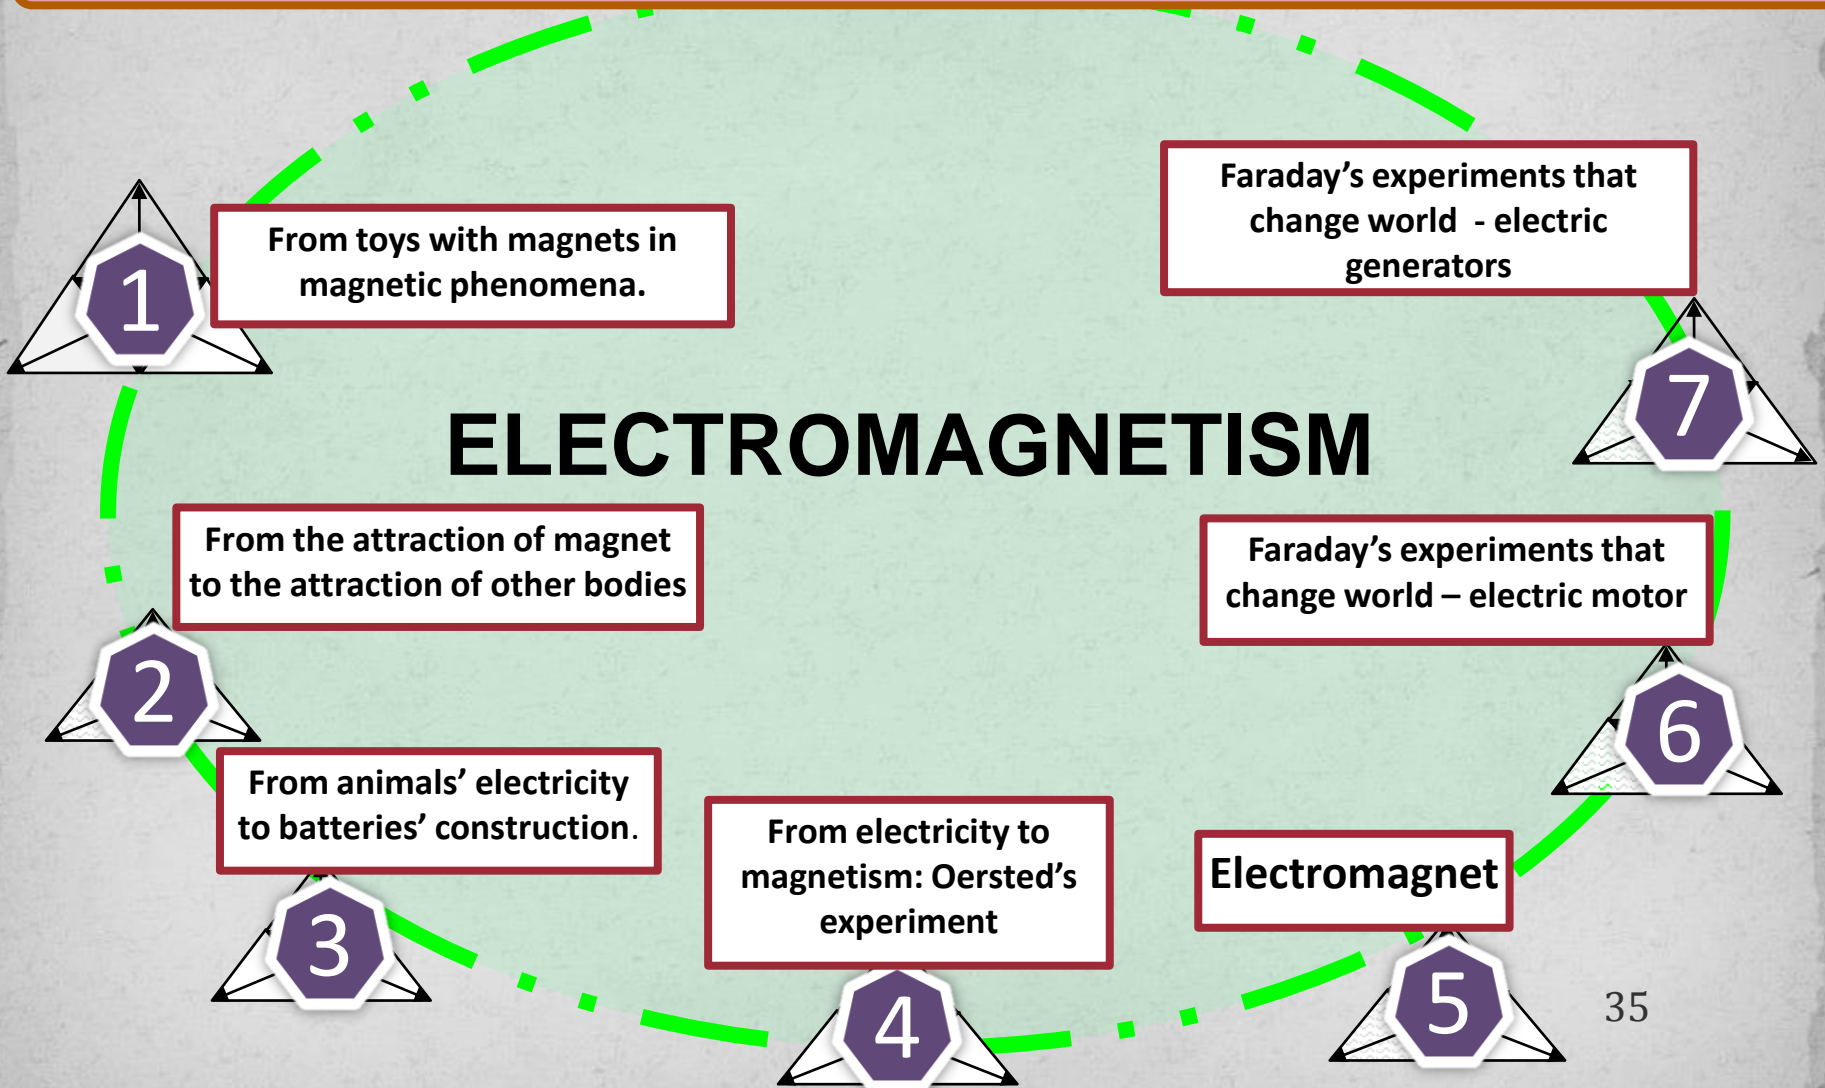 1
From toys with magnets in
magnetic phenomena.
ELECTROMAGNETISM
2
From the attraction of magnet
to the attraction of other bodies
3
From animals’ electricity
to batteries’ construction.
4
From electricity to
magnetism: Oersted’s
experiment
5
Electromagnet
6
Faraday’s experiments that
change world – electric motor
7
Faraday’s experiments that
change world  - electric
generators
35